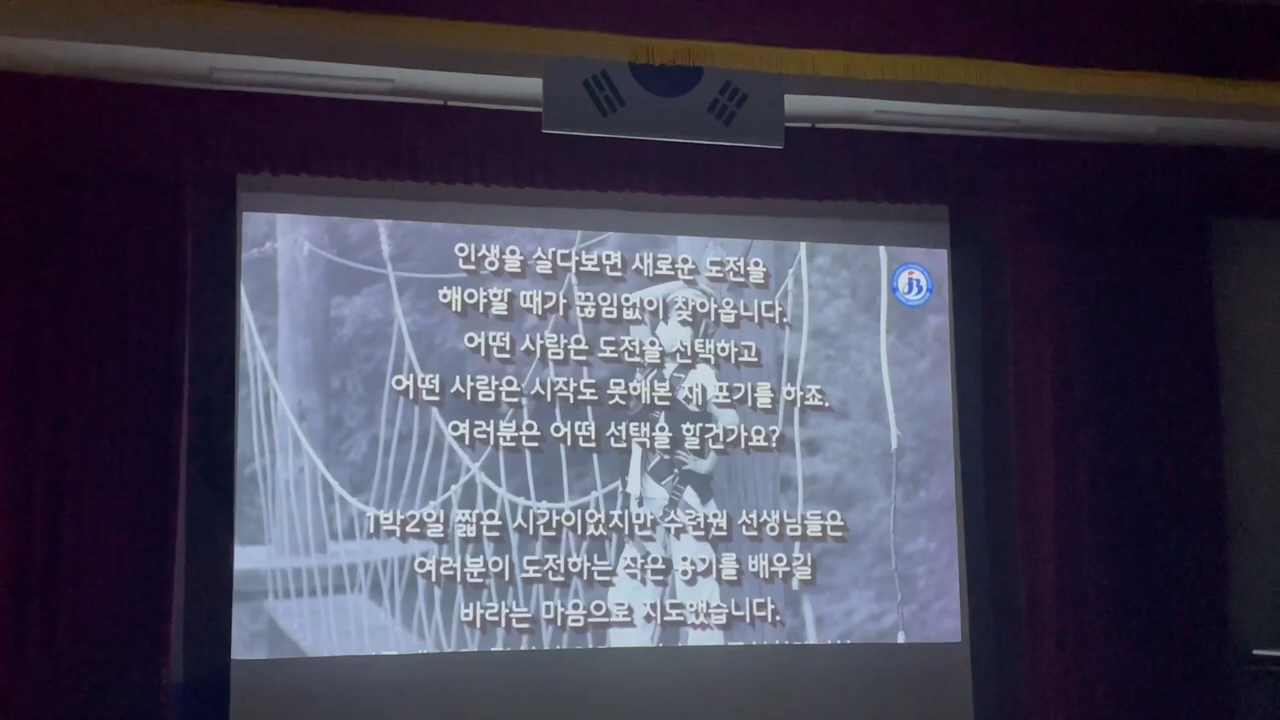 인생을 살다보면 새로운 도전을
해야할 때가 끊임없이 찾아옵니다.
어떤 사람은 도전을 선택하고
어떤 사람은 시작도 못해본 채 포기를 하죠.
여러분은 어떤 선택을 할건가요?
1박2일 짧은 시간이었지만 수련원 선생님들은
여러분이 도전하는 작은 용기를 배우길
바라는 마음으로 지도했습니다.